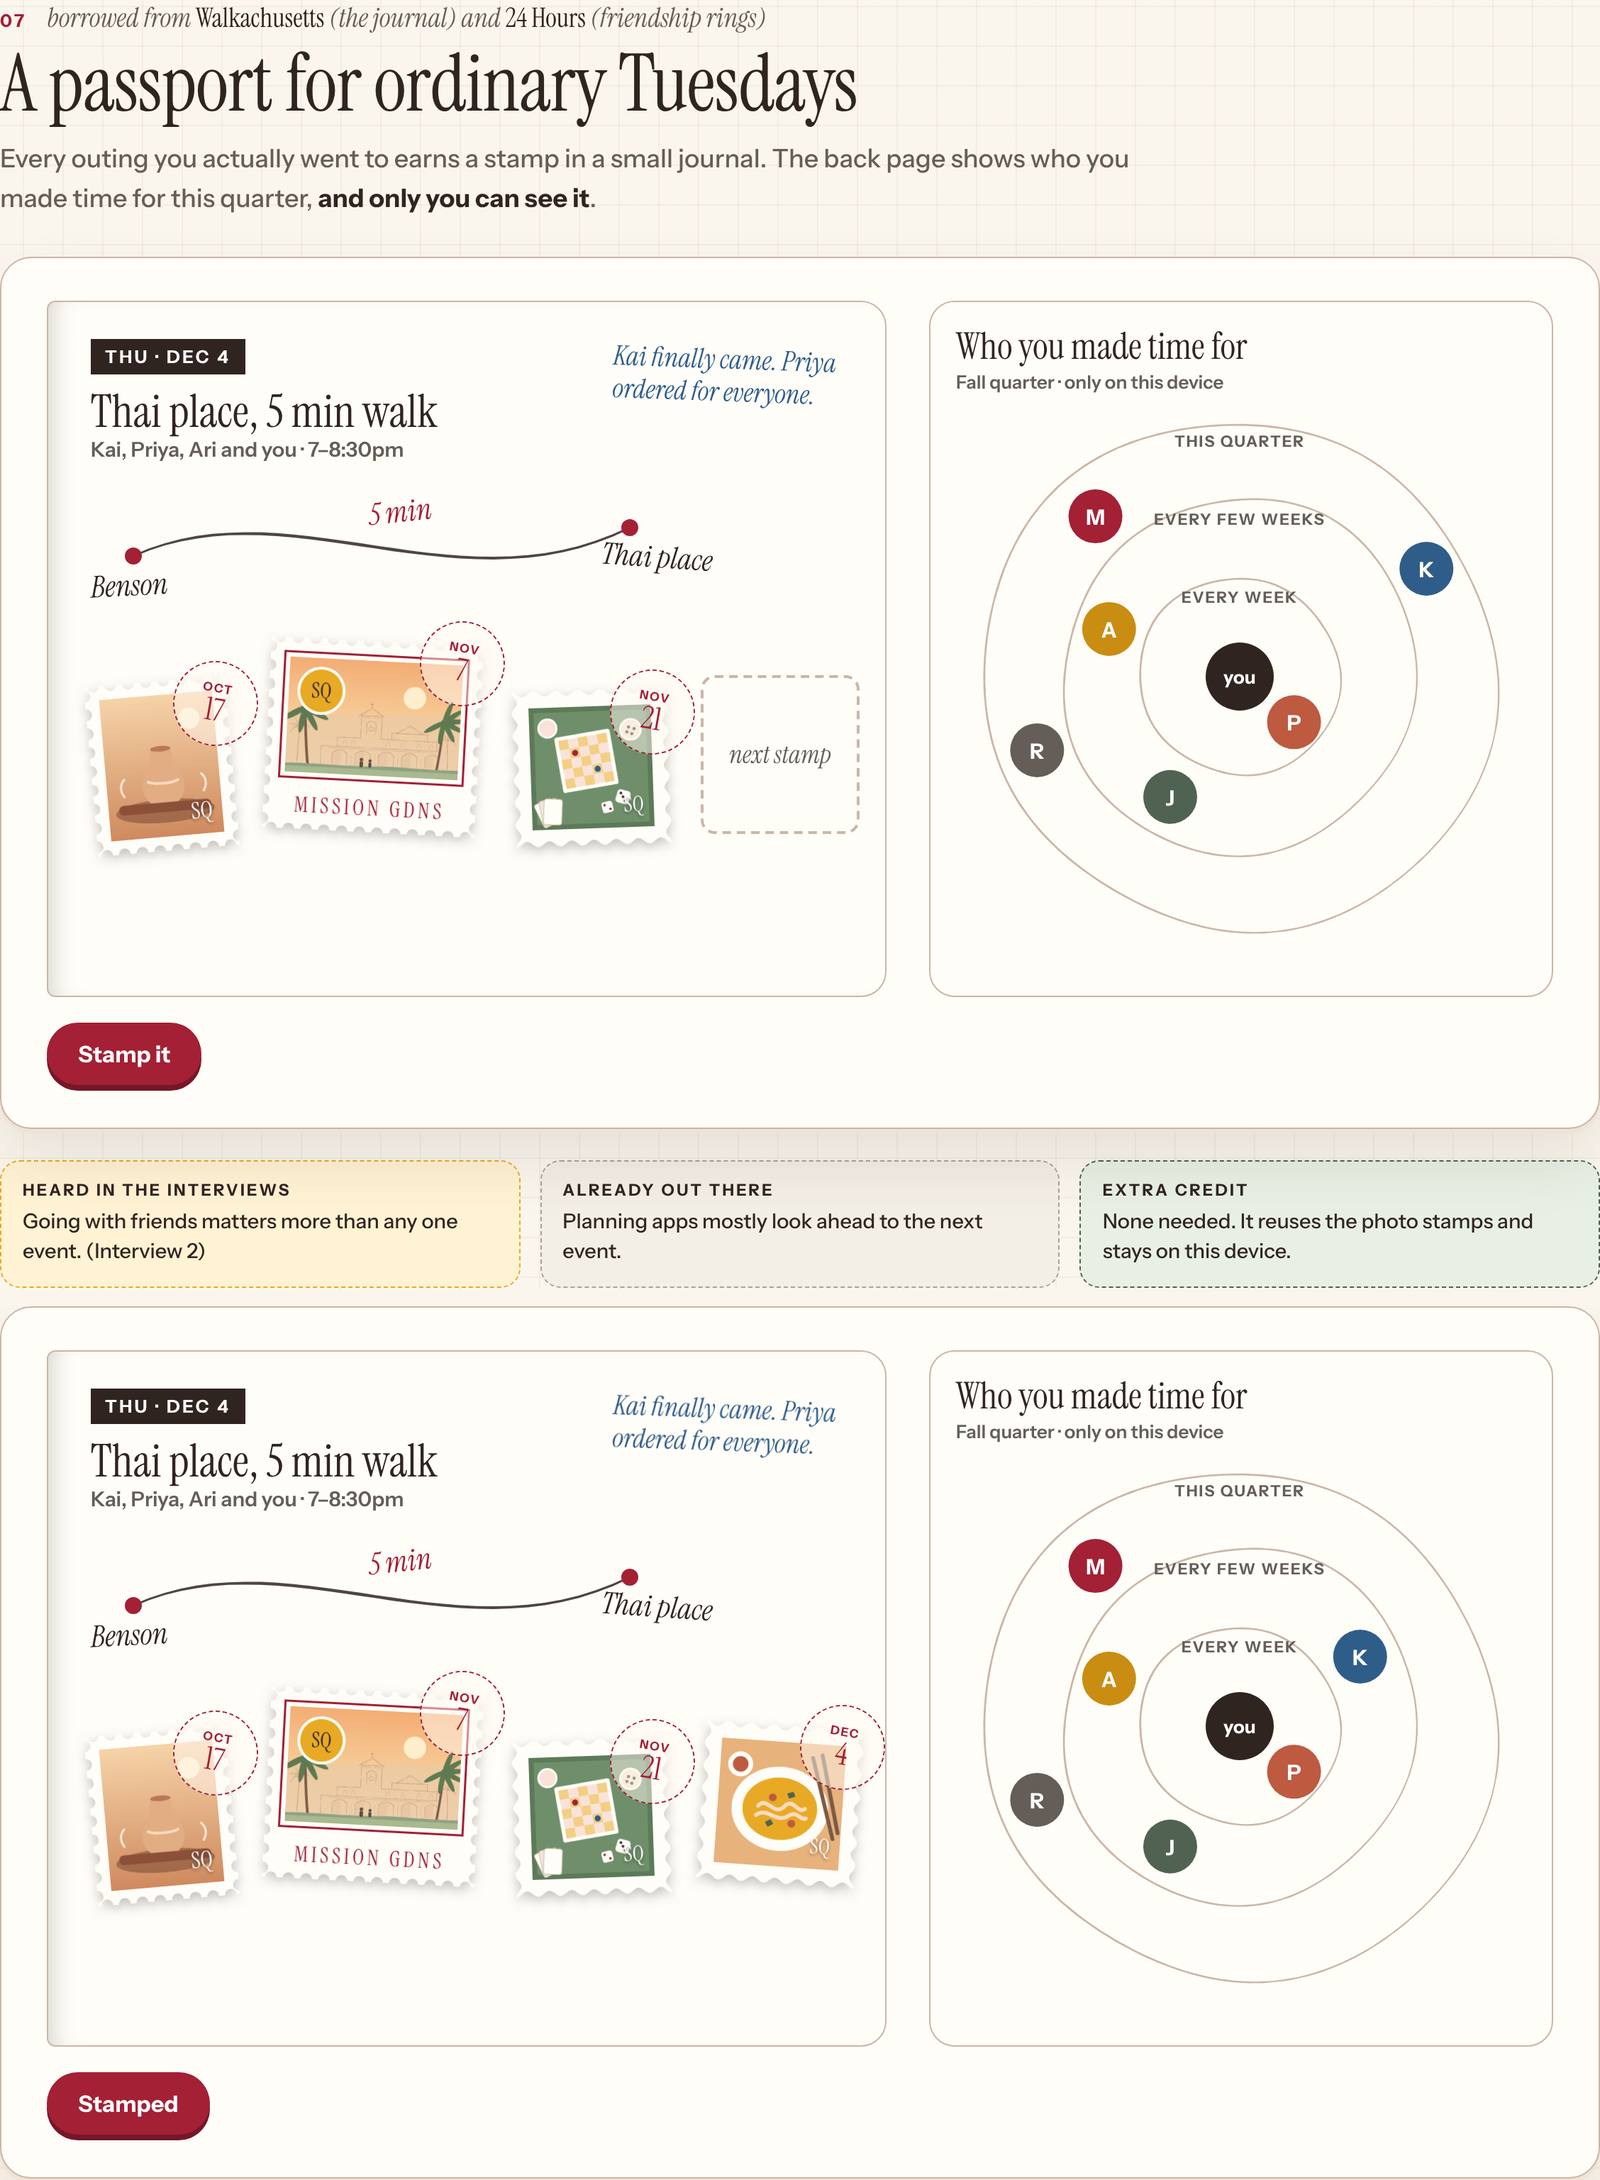 07 borrowed from Walkachusetts (the journal) and 24 Hours (friendship rings)
A passport for ordinary Tuesdays
Every outing you actually went to earns a stamp in a small journal. The back page shows who you
made time for this quarter, and only you can see it.
THU · DEC 4
Kai finally came. Priya
ordered for everyone.
Thai place, 5 min walk
Kai, Priya, Ari and you · 7–8:30pm
5 min
Benson
Thai place
OCT
17
SQ
NOV
7
SQ
MISSION GDNS
NOV
21
SQ
next stamp
Who you made time for
Fall quarter · only on this device
THIS QUARTER
M
EVERY FEW WEEKS
K
EVERY WEEK
A
you
P
R
J
Stamp it
HEARD IN THE INTERVIEWS
Going with friends matters more than any one
event. (Interview 2)
ALREADY OUT THERE
Planning apps mostly look ahead to the next
event.
EXTRA CREDIT
None needed. It reuses the photo stamps and
stays on this device.
THU · DEC 4
Kai finally came. Priya
ordered for everyone.
Thai place, 5 min walk
Kai, Priya, Ari and you · 7–8:30pm
5 min
Benson
Thai place
OCT
17
SQ
NOV
7
SQ
MISSION GDNS
NOV
21
SQ
DEC
4
SQ
Who you made time for
Fall quarter · only on this device
THIS QUARTER
M
EVERY FEW WEEKS
EVERY WEEK
K
A
you
P
R
J
Stamped